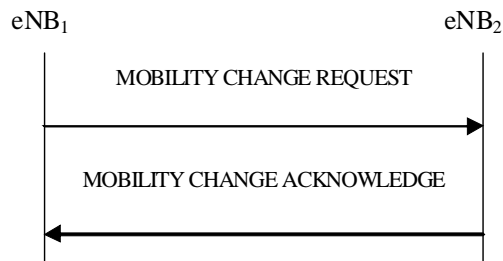 eNB₁ eNB₂
MOBILITY CHANGE REQUEST
MOBILITY CHANGE ACKNOWLEDGE